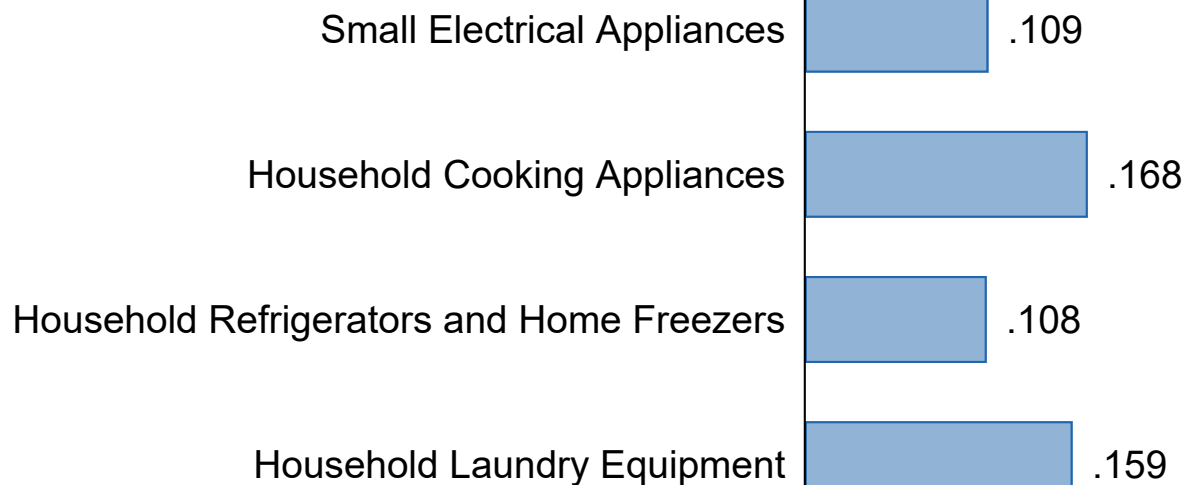 Small Electrical Appliances .109
Household Cooking Appliances .168
Household Refrigerators and Home Freezers .108
Household Laundry Equipment .159